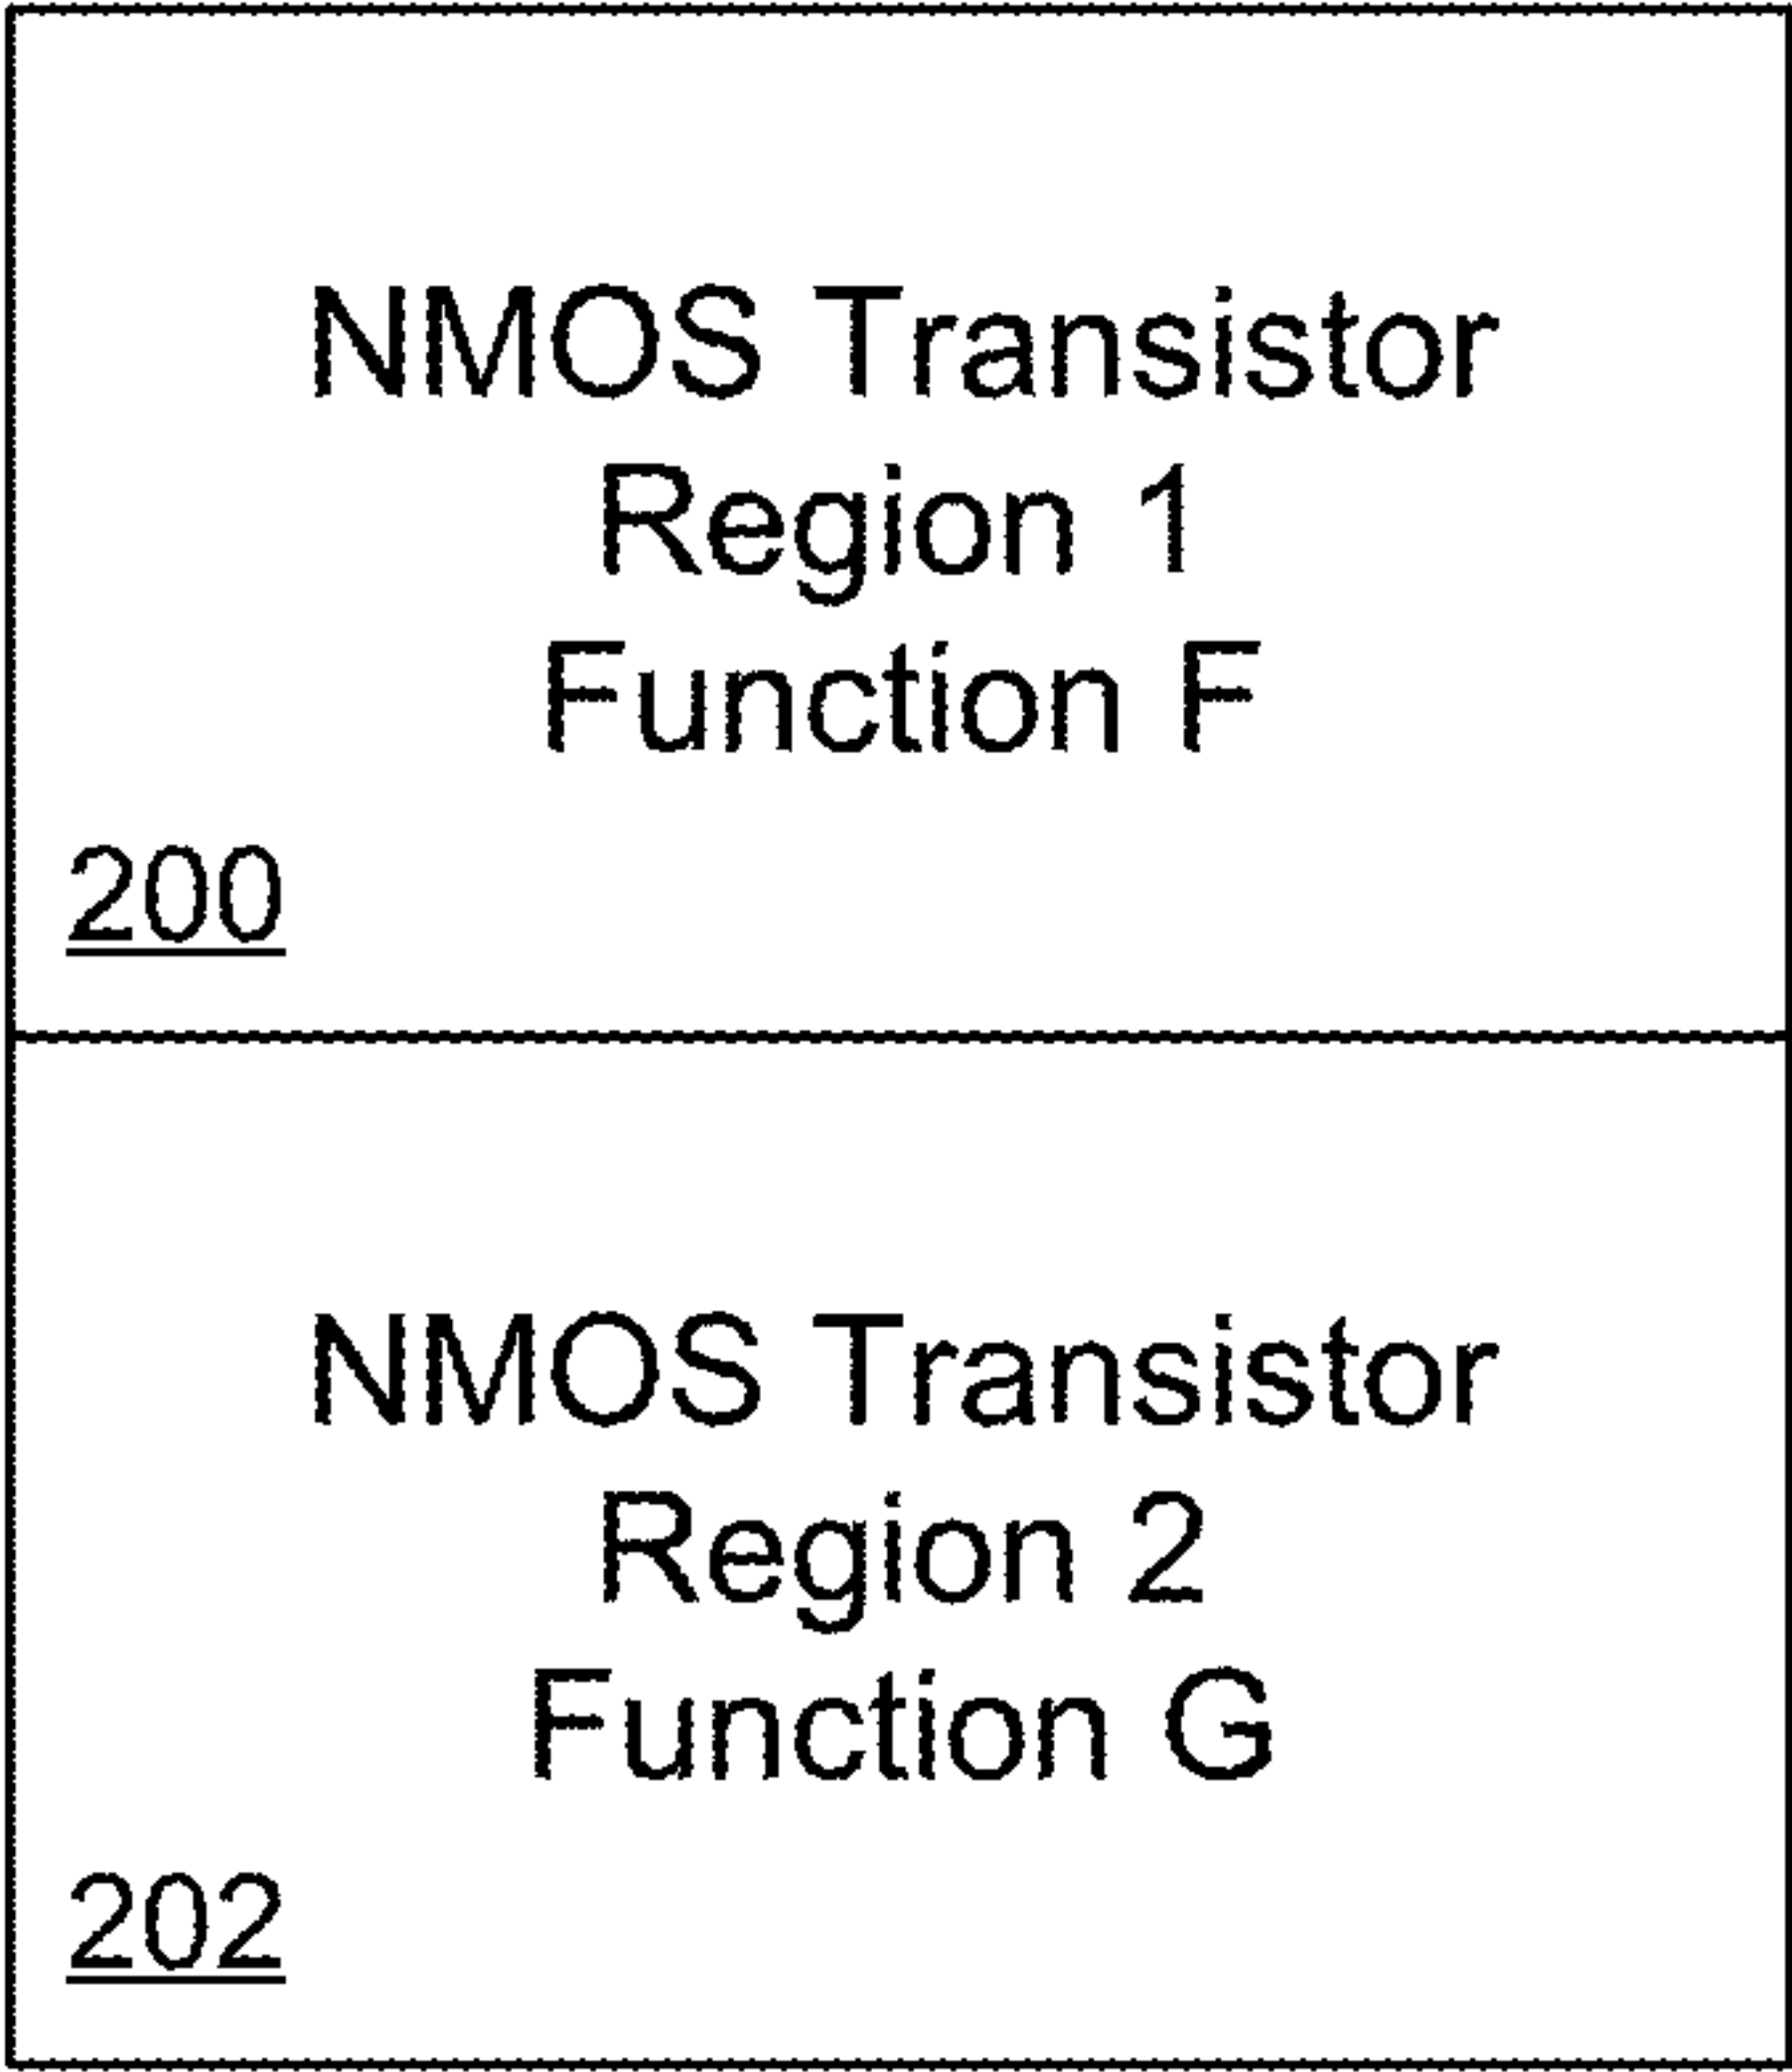 NMOS Transistor
Region 1
Function F
200
NMOS Transistor
Region 2
Function G
202